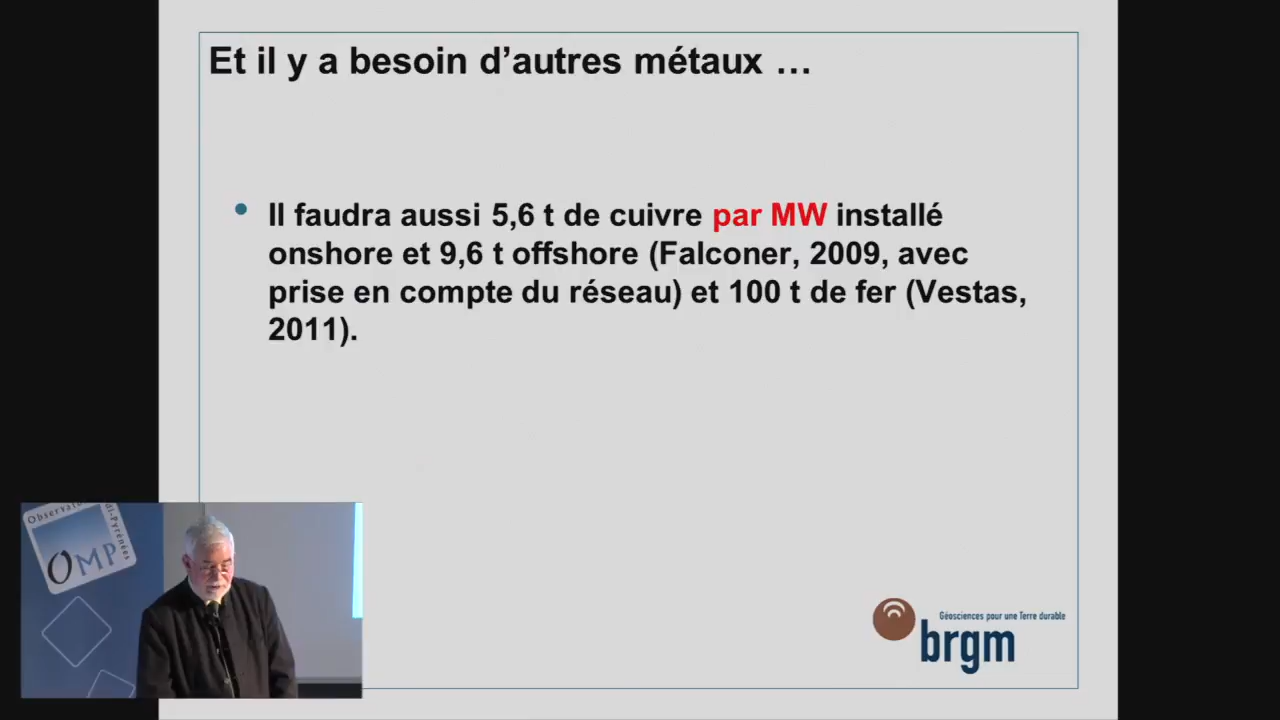 Et il y a besoin d’autres métaux …
• Il faudra aussi 5,6 t de cuivre par MW installé
onshore et 9,6 t offshore (Falconer, 2009, avec
prise en compte du réseau) et 100 t de fer (Vestas,
2011).
OMP
Géosciences pour une Terre durable
brgm